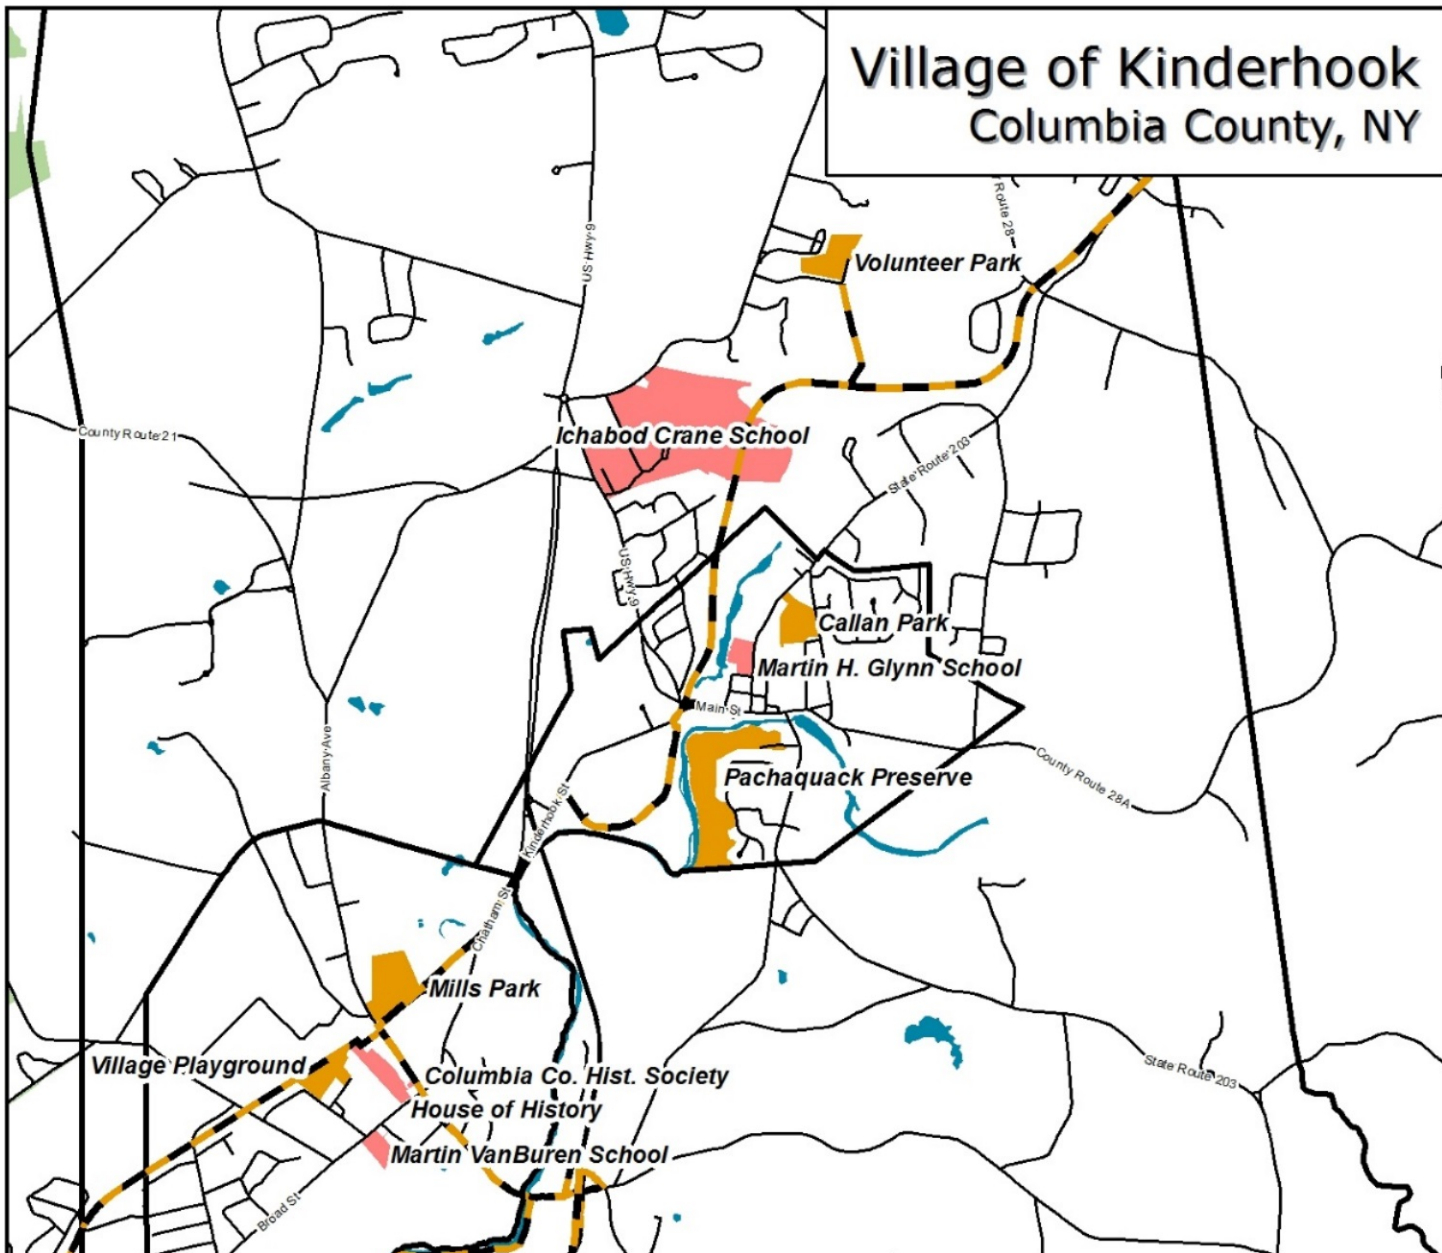 Village of Kinderhook
Columbia County, NY
Route 28
US Hwy 9
Volunteer Park
County Route 21
Ichabod Crane School
State Route 203
US Hwy 9
Callan Park
Martin H. Glynn School
Main St
Albany Ave
Pachaquack Preserve
County Route 28A
Kinderhook St
Chatham St
Mills Park
Village Playground
Columbia Co. Hist. Society
House of History
State Route 203
Martin VanBuren School
Broad St